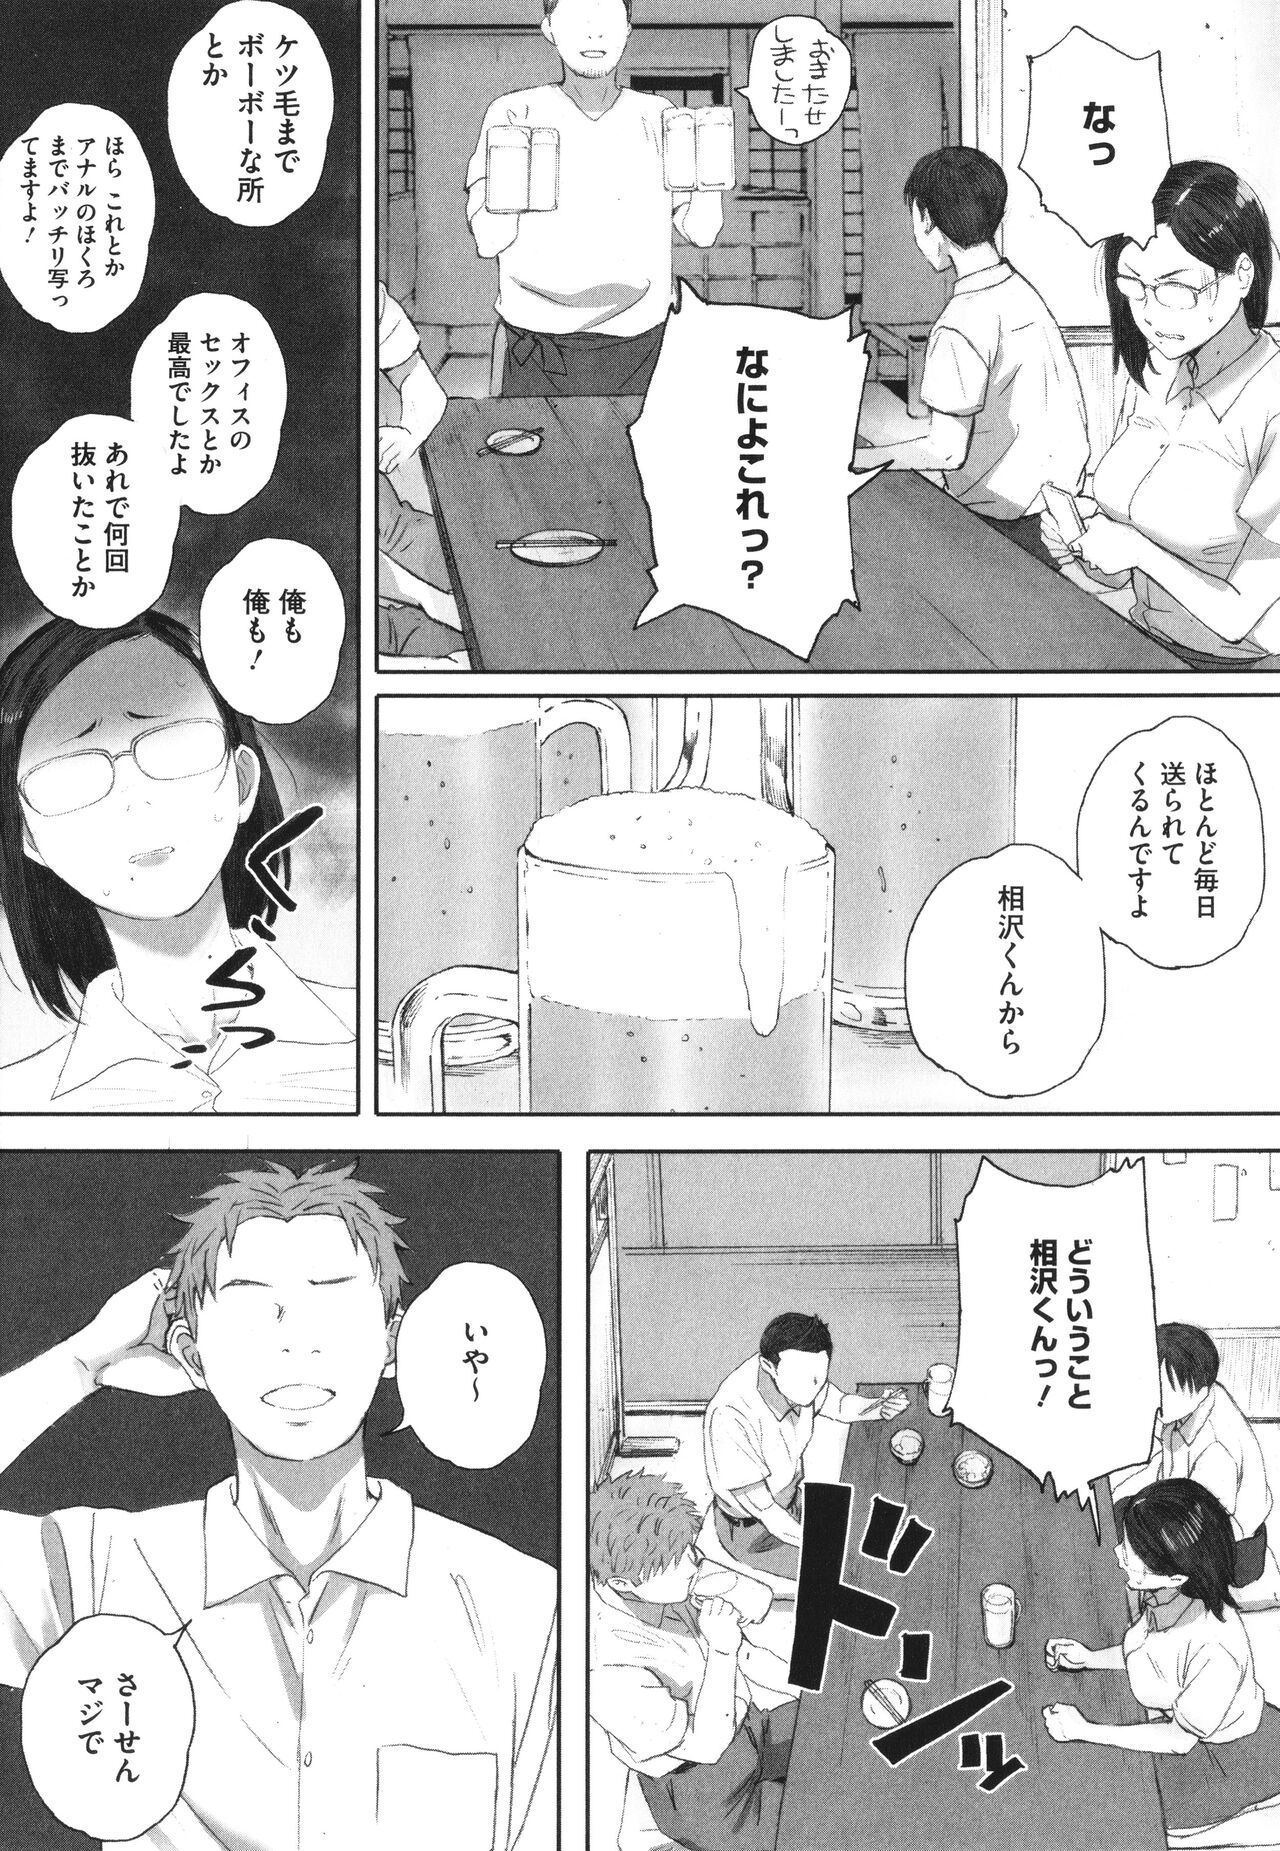 なっ
おまたせ
しましたーっ
なによこれっ？
ほとんど毎日
送られて
くるんですよ
相沢くんから
ケツ毛まで
ボーボーな所
とか
ほら これとか
アナルのほくろ
までバッチリ写っ
てますよ！
オフィスの
セックスとか
最高でしたよ
あれで何回
抜いたことか
俺も
俺も！
くらっ
どういうこと
相沢くんっ！
ドンッ
いや～
さーせん
マジで